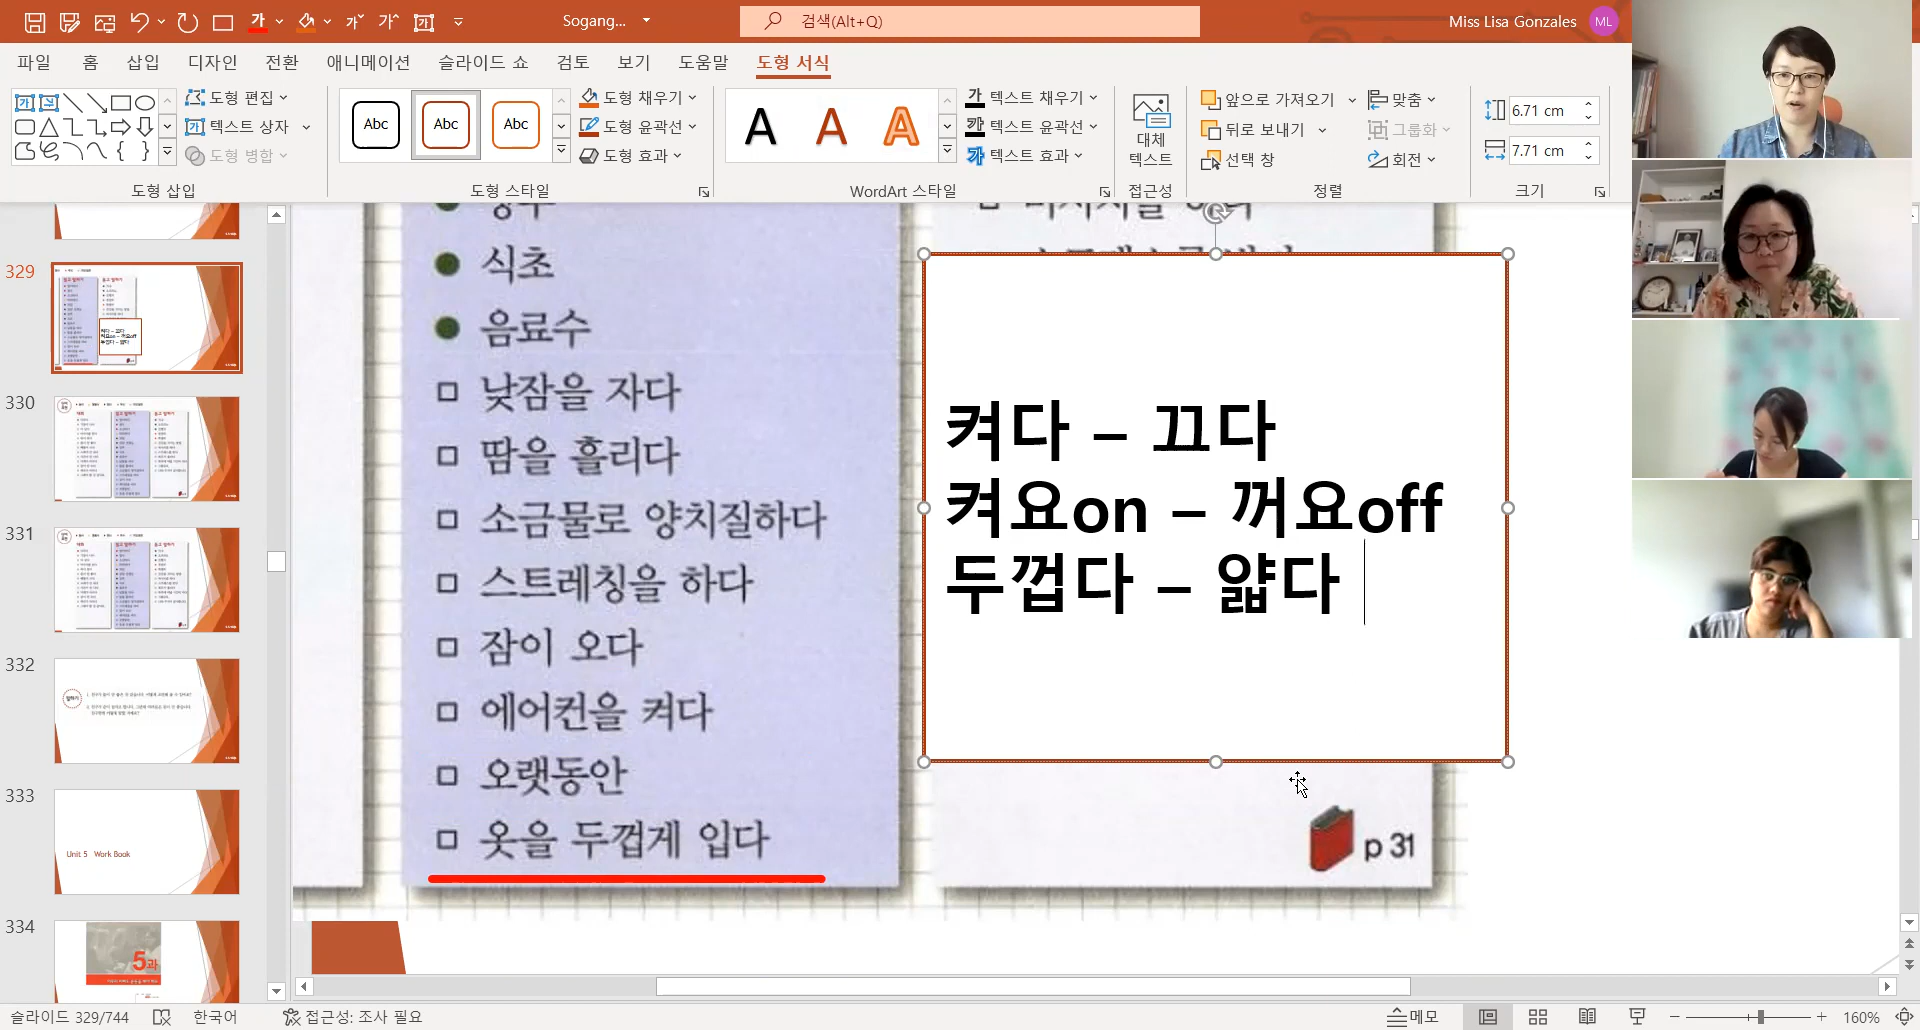 Sogang...
검색(Alt+Q)
Miss Lisa Gonzales
ML
파일 홈 삽입 디자인 전환 애니메이션 슬라이드 쇼 검토 보기 도움말 도형 서식
도형 편집
텍스트 상자
도형 병합
도형 삽입
Abc Abc Abc
도형 채우기
도형 윤곽선
도형 효과
도형 스타일
A A A
텍스트 채우기
텍스트 윤곽선
텍스트 효과
WordArt 스타일
대체
텍스트
접근성
앞으로 가져오기
뒤로 보내기
선택 창
맞춤
그룹화
회전
정렬
6.71 cm
7.71 cm
크기
329
330
331
332
333
Unit 5 Work Book
334
5과
식초
음료수
낮잠을 자다
땀을 흘리다
소금물로 양치질하다
스트레칭을 하다
잠이 오다
에어컨을 켜다
오랫동안
옷을 두껍게 입다
켜다 – 끄다
켜요on – 꺼요off
두껍다 – 얇다
p 31
슬라이드 329/744
한국어
접근성: 조사 필요
메모
160%